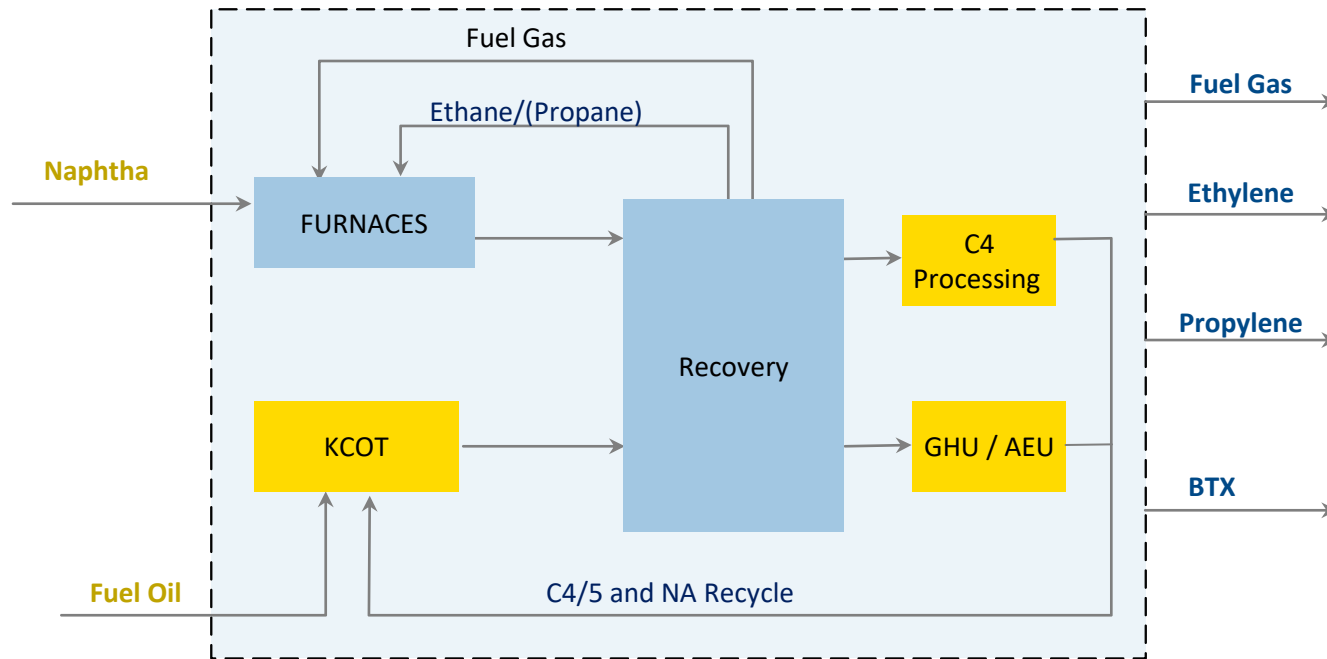 Fuel Gas
Fuel Gas
Ethane/(Propane)
Naphtha
Ethylene
FURNACES
C4
Processing
Propylene
Recovery
KCOT
GHU / AEU
BTX
Fuel Oil
C4/5 and NA Recycle